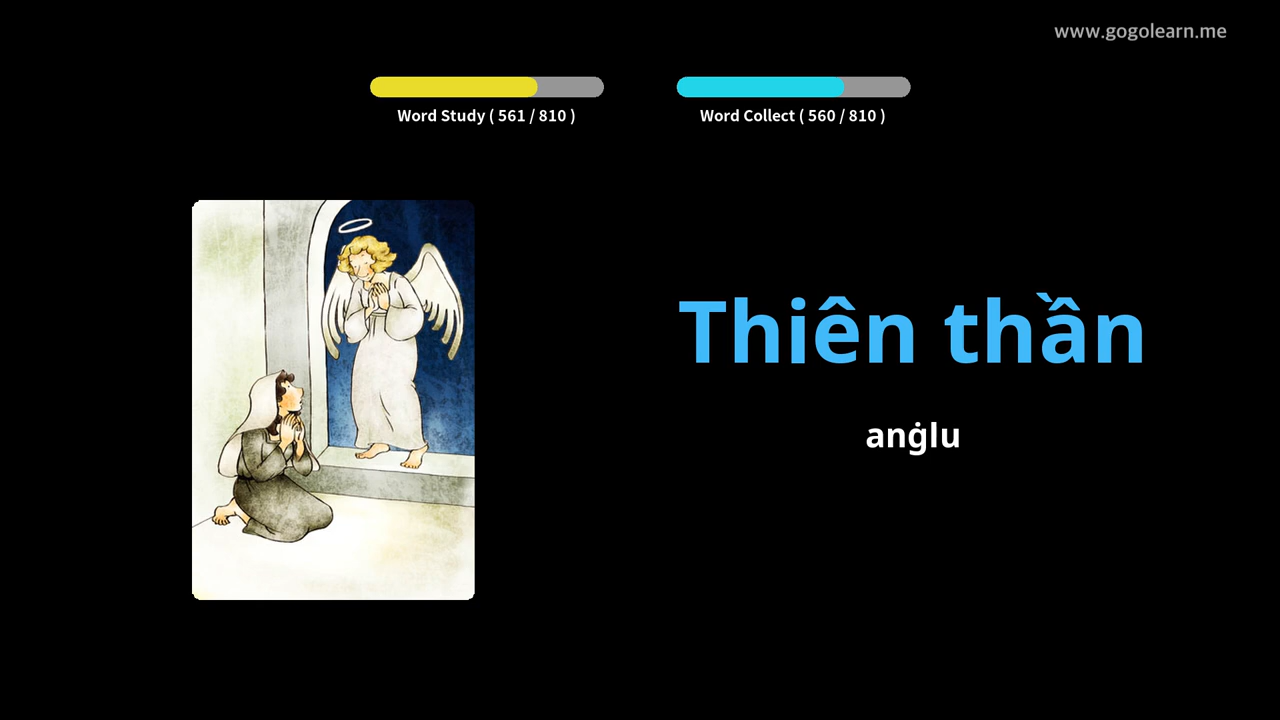 www.gogolearn.me
Word Study ( 561 / 810 )
Word Collect ( 560 / 810 )
Thiên thần
anġlu